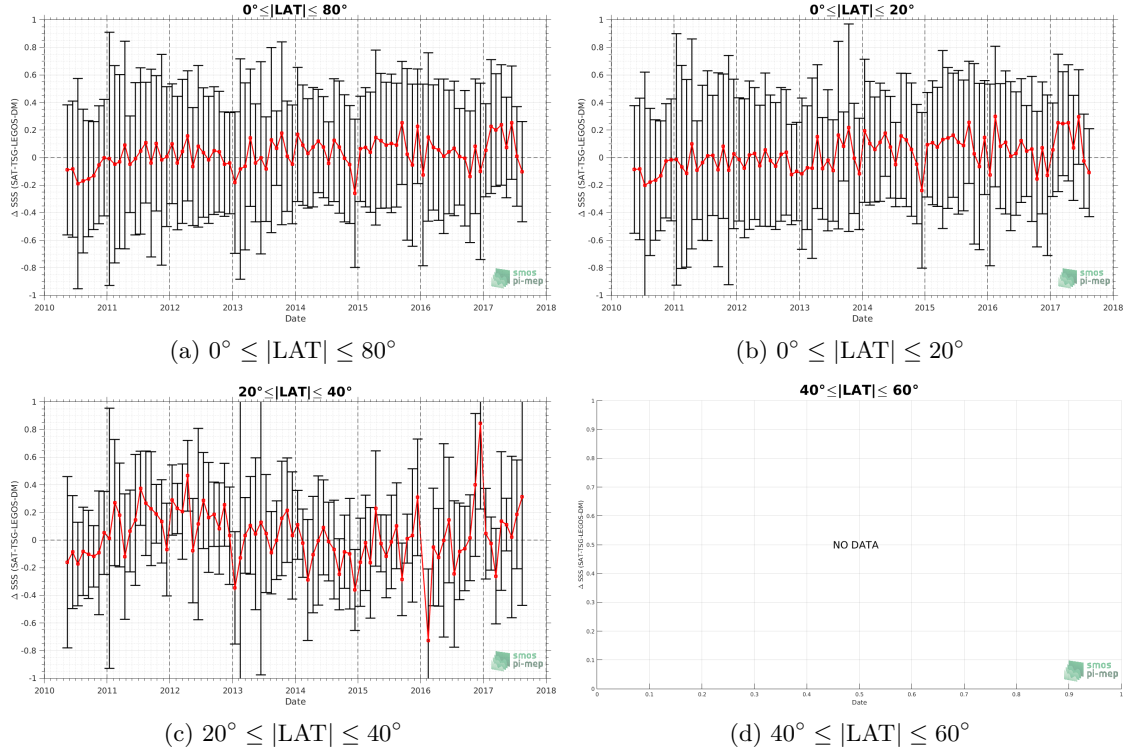 0°≤|LAT|≤ 80°
Δ SSS (SAT-TSG-LEGOS-DM)
1
0.8
0.6
0.4
0.2
0
-0.2
-0.4
-0.6
-0.8
-1
2010 2011 2012 2013 2014 2015 2016 2017 2018
Date
smos
pi-mep
(a) 0° ≤ |LAT| ≤ 80°
0°≤|LAT|≤ 20°
Δ SSS (SAT-TSG-LEGOS-DM)
1
0.8
0.6
0.4
0.2
0
-0.2
-0.4
-0.6
-0.8
-1
2010 2011 2012 2013 2014 2015 2016 2017 2018
Date
smos
pi-mep
(b) 0° ≤ |LAT| ≤ 20°
20°≤|LAT|≤ 40°
Δ SSS (SAT-TSG-LEGOS-DM)
1
0.8
0.6
0.4
0.2
0
-0.2
-0.4
-0.6
-0.8
-1
2010 2011 2012 2013 2014 2015 2016 2017 2018
Date
smos
pi-mep
(c) 20° ≤ |LAT| ≤ 40°
40°≤|LAT|≤ 60°
Δ SSS (SAT-TSG-LEGOS-DM)
1
0.9
0.8
0.7
0.6
0.5
0.4
0.3
0.2
0.1
0
NO DATA
0 0.1 0.2 0.3 0.4 0.5 0.6 0.7 0.8 0.9 1
Date
smos
pi-mep
(d) 40° ≤ |LAT| ≤ 60°